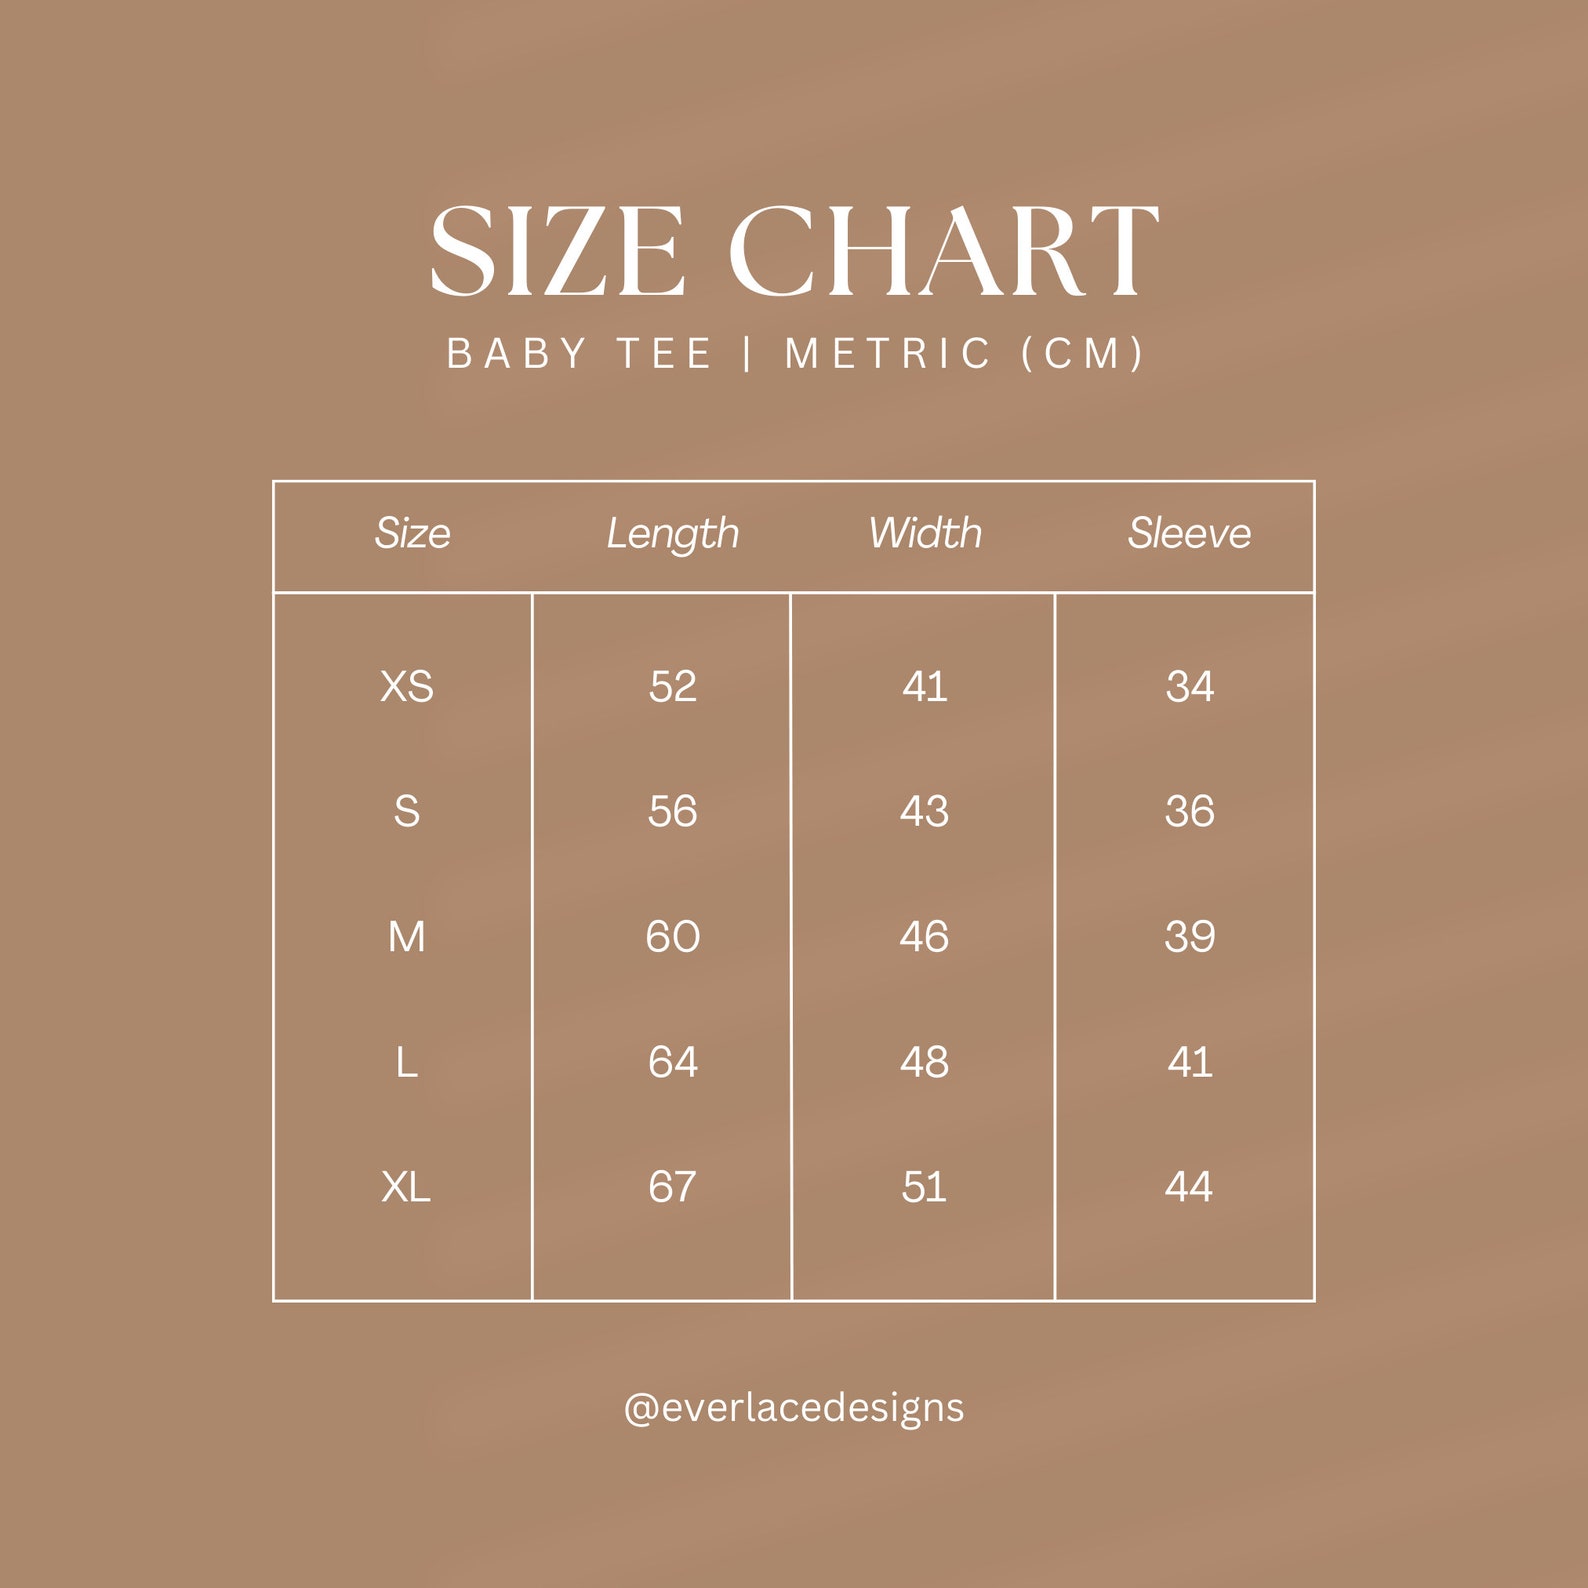 SIZE CHART
BABY TEE | METRIC (CM)
Size Length Width Sleeve
XS 52 41 34
S 56 43 36
M 60 46 39
L 64 48 41
XL 67 51 44
@everlacedesigns